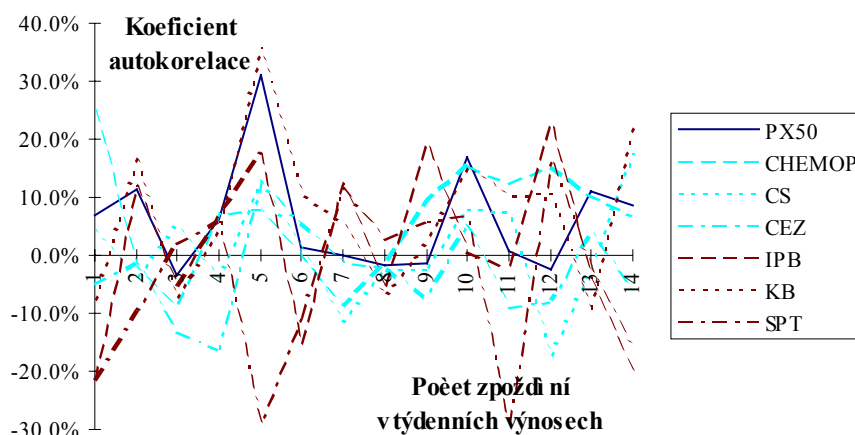 40.0%
30.0%
20.0%
10.0%
0.0%
-10.0%
-20.0%
-30.0%
Koeficient
autokorelace
1 2 3 4 5 6 7 8 9 10 11 12 13 14
Poèet zpoždì ní
v týdenních výnosech
PX50
CHEMOP
CS
CEZ
IPB
KB
SPT